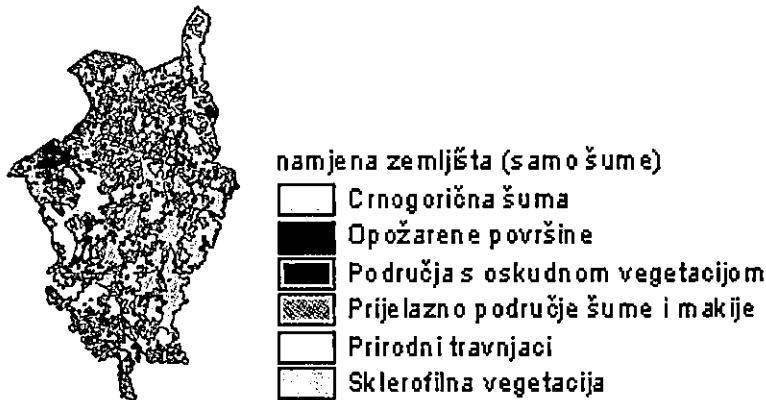 namjena zemljišta (samo šume)
Crnogorična šuma
Opožarene površine
Područja s oskudnom vegetacijom
Prijelazno područje šume i makije
Prirodni travnjaci
Sklerofilna vegetacija